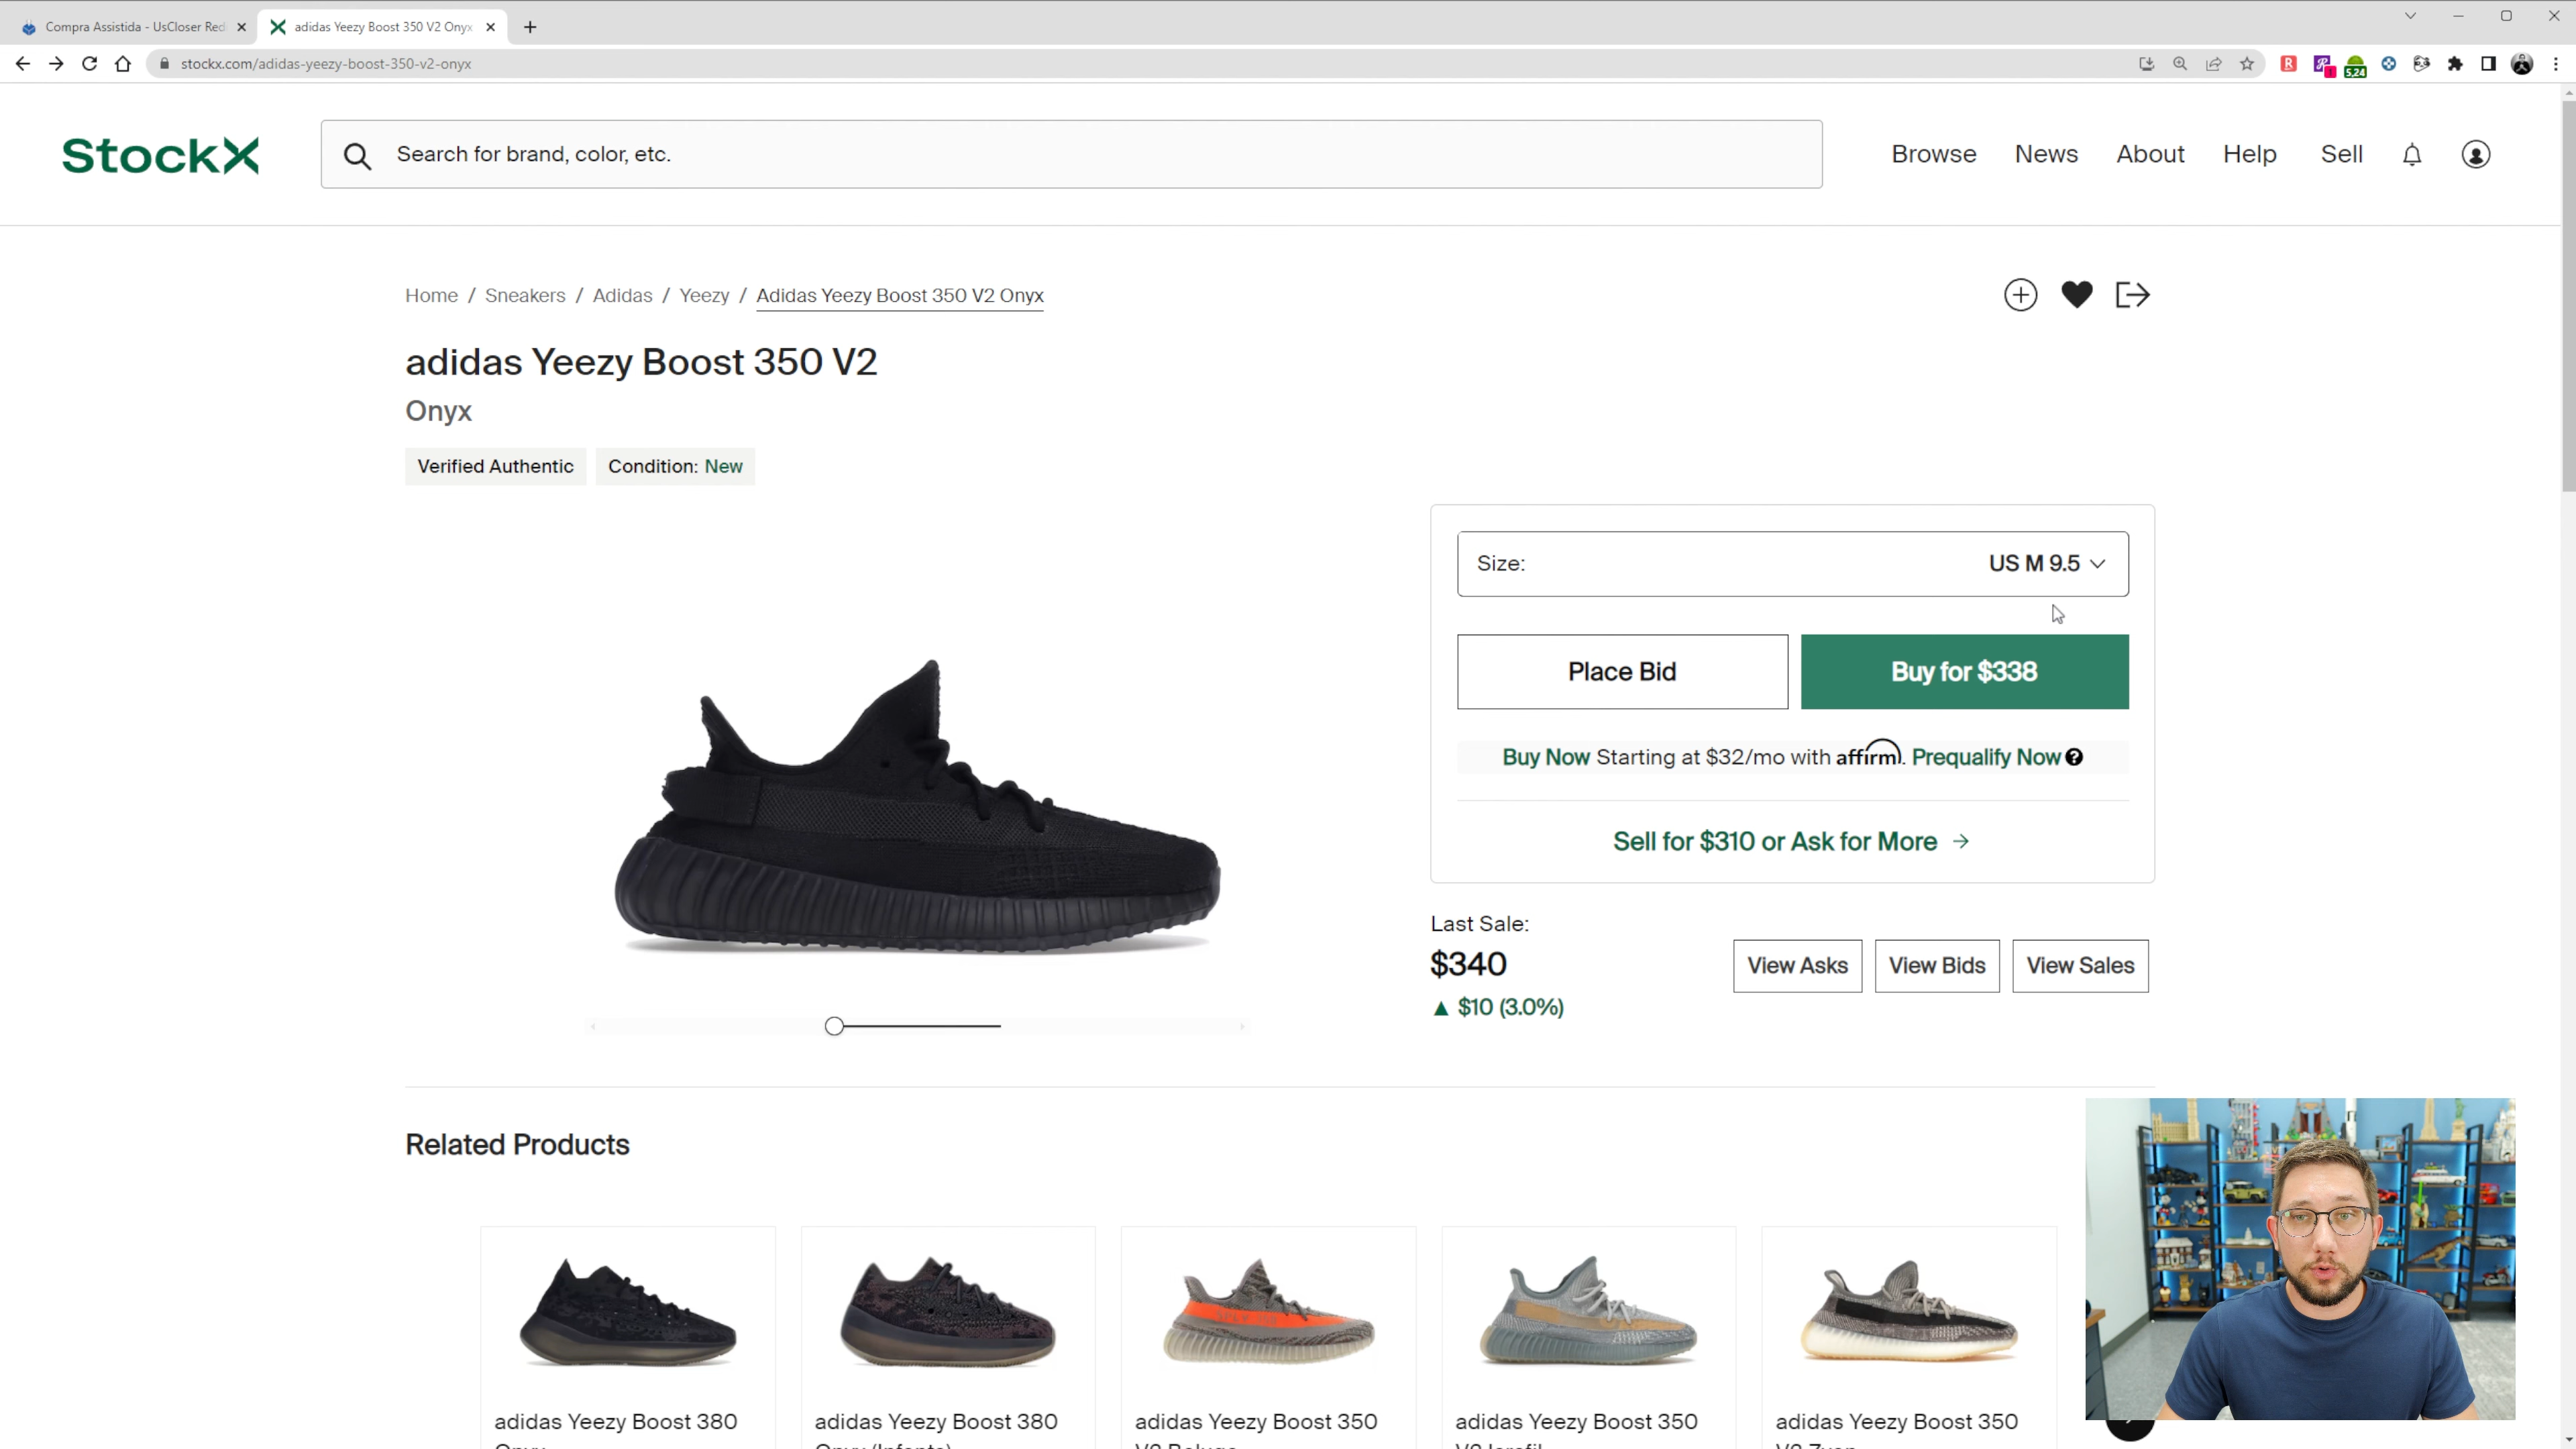 Compra Assistida - UsCloser Red
adidas Yeezy Boost 350 V2 Onyx
stockx.com/adidas-yeezy-boost-350-v2-onyx
5,24
StockX
Search for brand, color, etc.
Browse News About Help Sell
Home / Sneakers / Adidas / Yeezy / Adidas Yeezy Boost 350 V2 Onyx
adidas Yeezy Boost 350 V2
Onyx
Verified Authentic Condition: New
Size: US M 9.5
Place Bid Buy for $338
Buy Now Starting at $32/mo with affirm. Prequalify Now
Sell for $310 or Ask for More →
Last Sale:
$340
▲ $10 (3.0%)
View Asks View Bids View Sales
Related Products
adidas Yeezy Boost 380
adidas Yeezy Boost 380
adidas Yeezy Boost 350
adidas Yeezy Boost 350
adidas Yeezy Boost 350